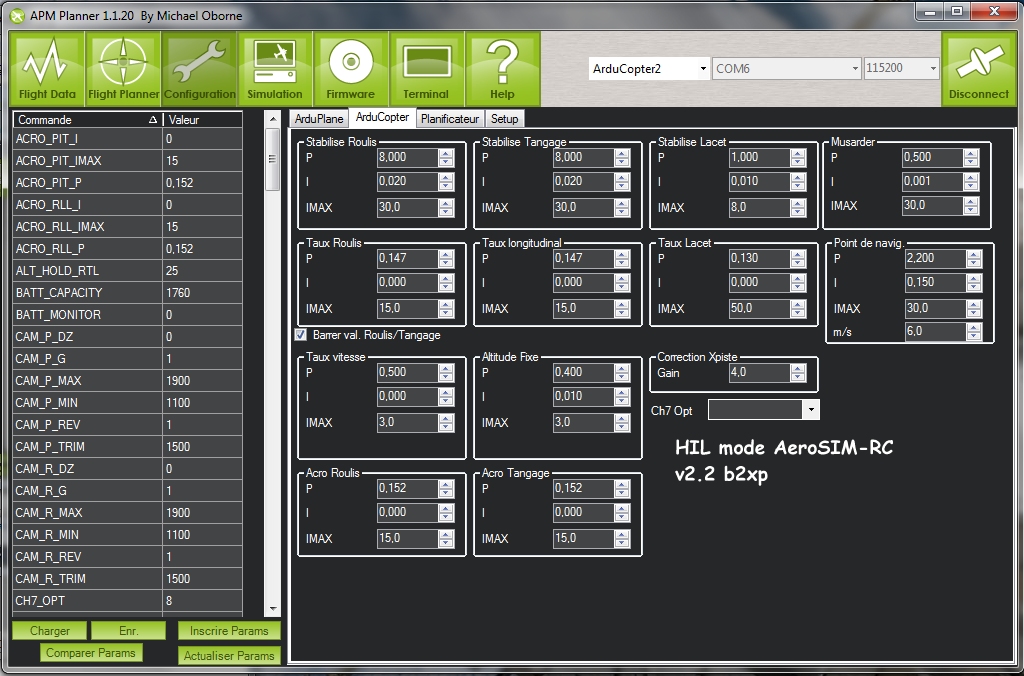 APM Planner 1.1.20 By Michael Oborne
Flight Data
Flight Planner
Configuration
Simulation
Firmware
Terminal
Help
ArduCopter2
COM6
115200
Disconnect
Commande Valeur
ACRO_PIT_I 0
ACRO_PIT_IMAX 15
ACRO_PIT_P 0,152
ACRO_RLL_I 0
ACRO_RLL_IMAX 15
ACRO_RLL_P 0,152
ALT_HOLD_RTL 25
BATT_CAPACITY 1760
BATT_MONITOR 0
CAM_P_DZ 0
CAM_P_G 1
CAM_P_MAX 1900
CAM_P_MIN 1100
CAM_P_REV 1
CAM_P_TRIM 1500
CAM_R_DZ 0
CAM_R_G 1
CAM_R_MAX 1900
CAM_R_MIN 1100
CAM_R_REV 1
CAM_R_TRIM 1500
CH7_OPT 8
Charger
Enr.
Inscrire Params
Comparer Params
Actualiser Params
ArduPlane
ArduCopter
Planificateur
Setup
Stabilise Roulis
P 8,000
I 0,020
IMAX 30,0
Stabilise Tangage
P 8,000
I 0,020
IMAX 30,0
Stabilise Lacet
P 1,000
I 0,010
IMAX 8,0
Musarder
P 0,500
I 0,001
IMAX 30,0
Taux Roulis
P 0,147
I 0,000
IMAX 15,0
Taux longitudinal
P 0,147
I 0,000
IMAX 15,0
Taux Lacet
P 0,130
I 0,000
IMAX 50,0
Point de navig.
P 2,200
I 0,150
IMAX 30,0
m/s 6,0
Barrer val. Roulis/Tangage
Taux vitesse
P 0,500
I 0,000
IMAX 3,0
Altitude Fixe
P 0,400
I 0,010
IMAX 3,0
Correction Xpiste
Gain 4,0
Ch7 Opt
HIL mode AeroSIM-RC
v2.2 b2xp
Acro Roulis
P 0,152
I 0,000
IMAX 15,0
Acro Tangage
P 0,152
I 0,000
IMAX 15,0